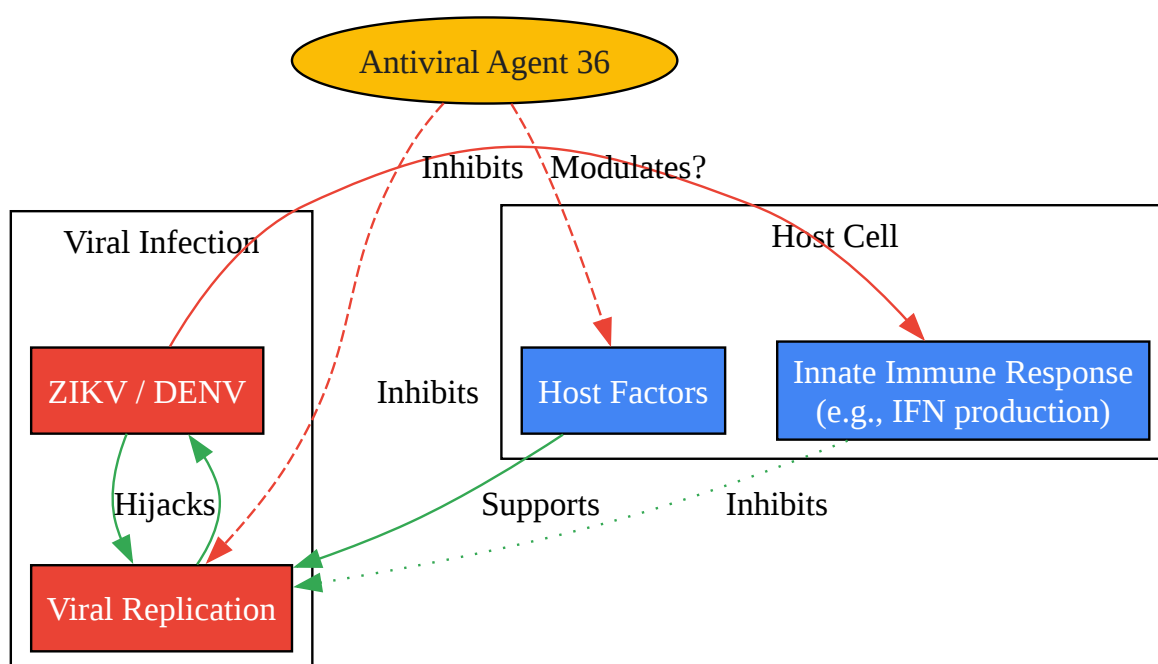 Antiviral Agent 36
Inhibits
Modulates?
Viral Infection
Host Cell
ZIKV / DENV
Inhibits
Host Factors
Innate Immune Response
(e.g., IFN production)
Hijacks
Supports
Inhibits
Viral Replication